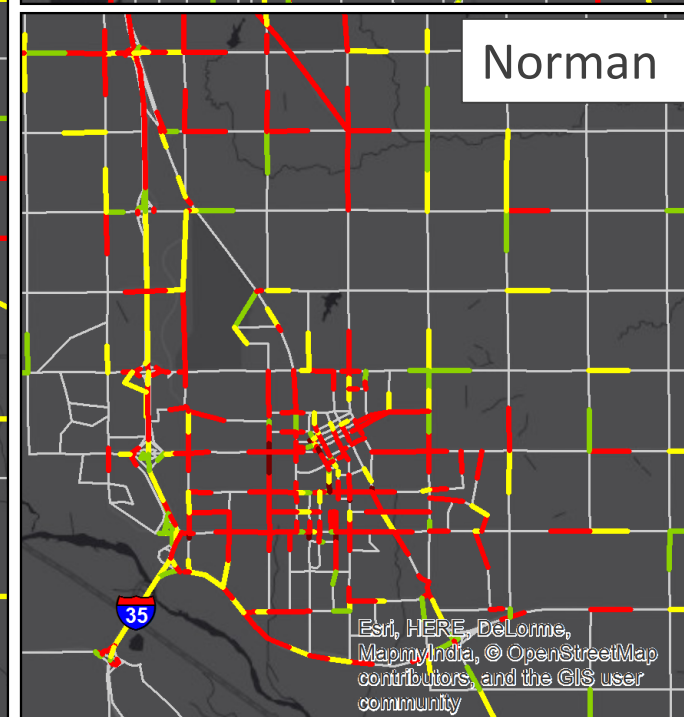 Norman
35
Esri, HERE, DeLorme,
MapmyIndia, © OpenStreetMap
contributors, and the GIS user
community